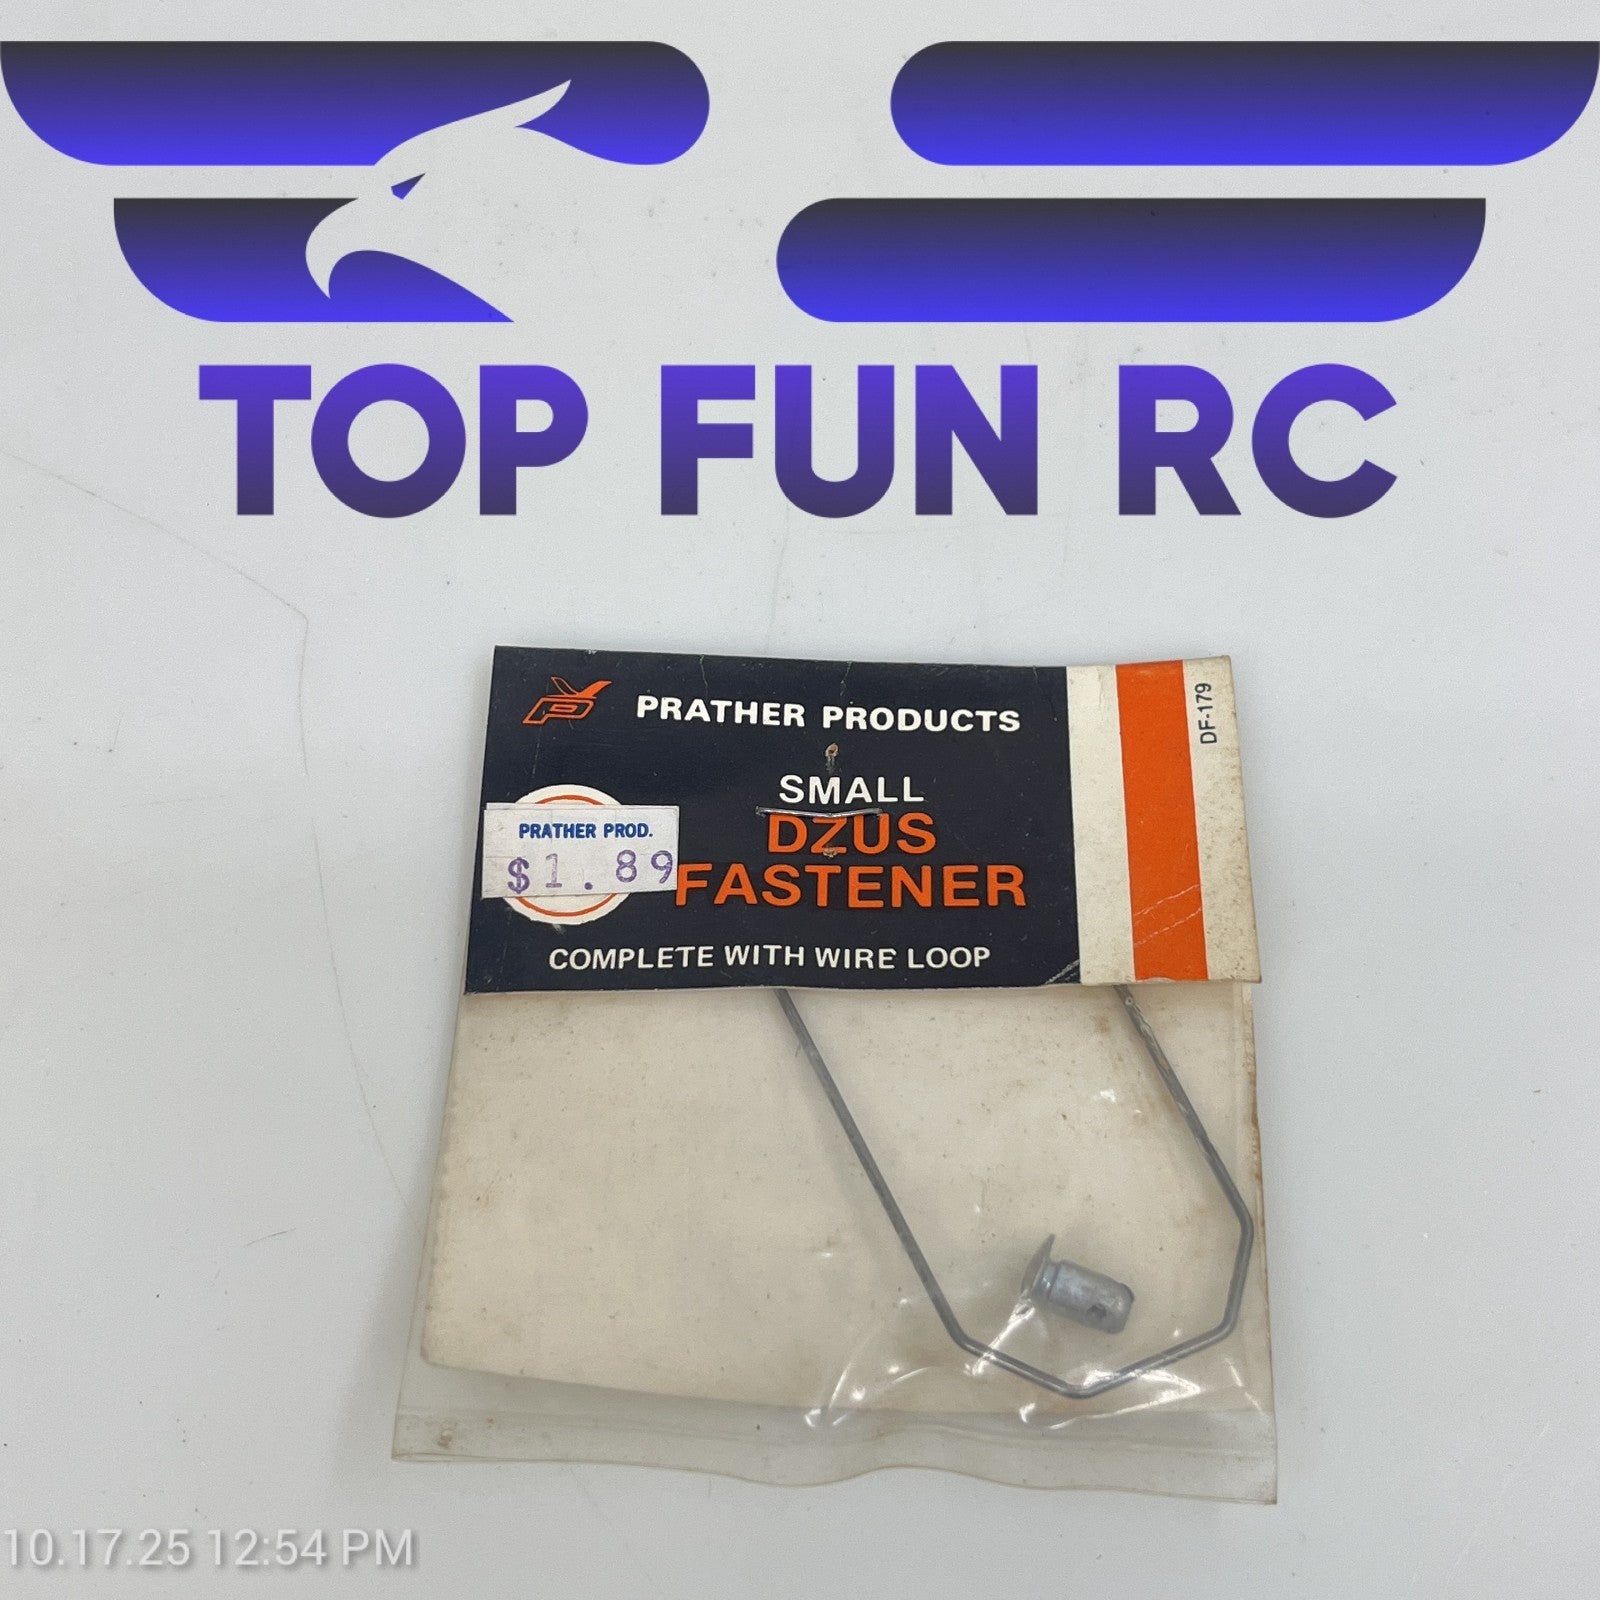 TOP FUN RC
PRATHER PRODUCTS
DF-179
SMALL
DZUS
FASTENER
PRATHER PROD.
$1.89
COMPLETE WITH WIRE LOOP
10.17.25 12:54 PM